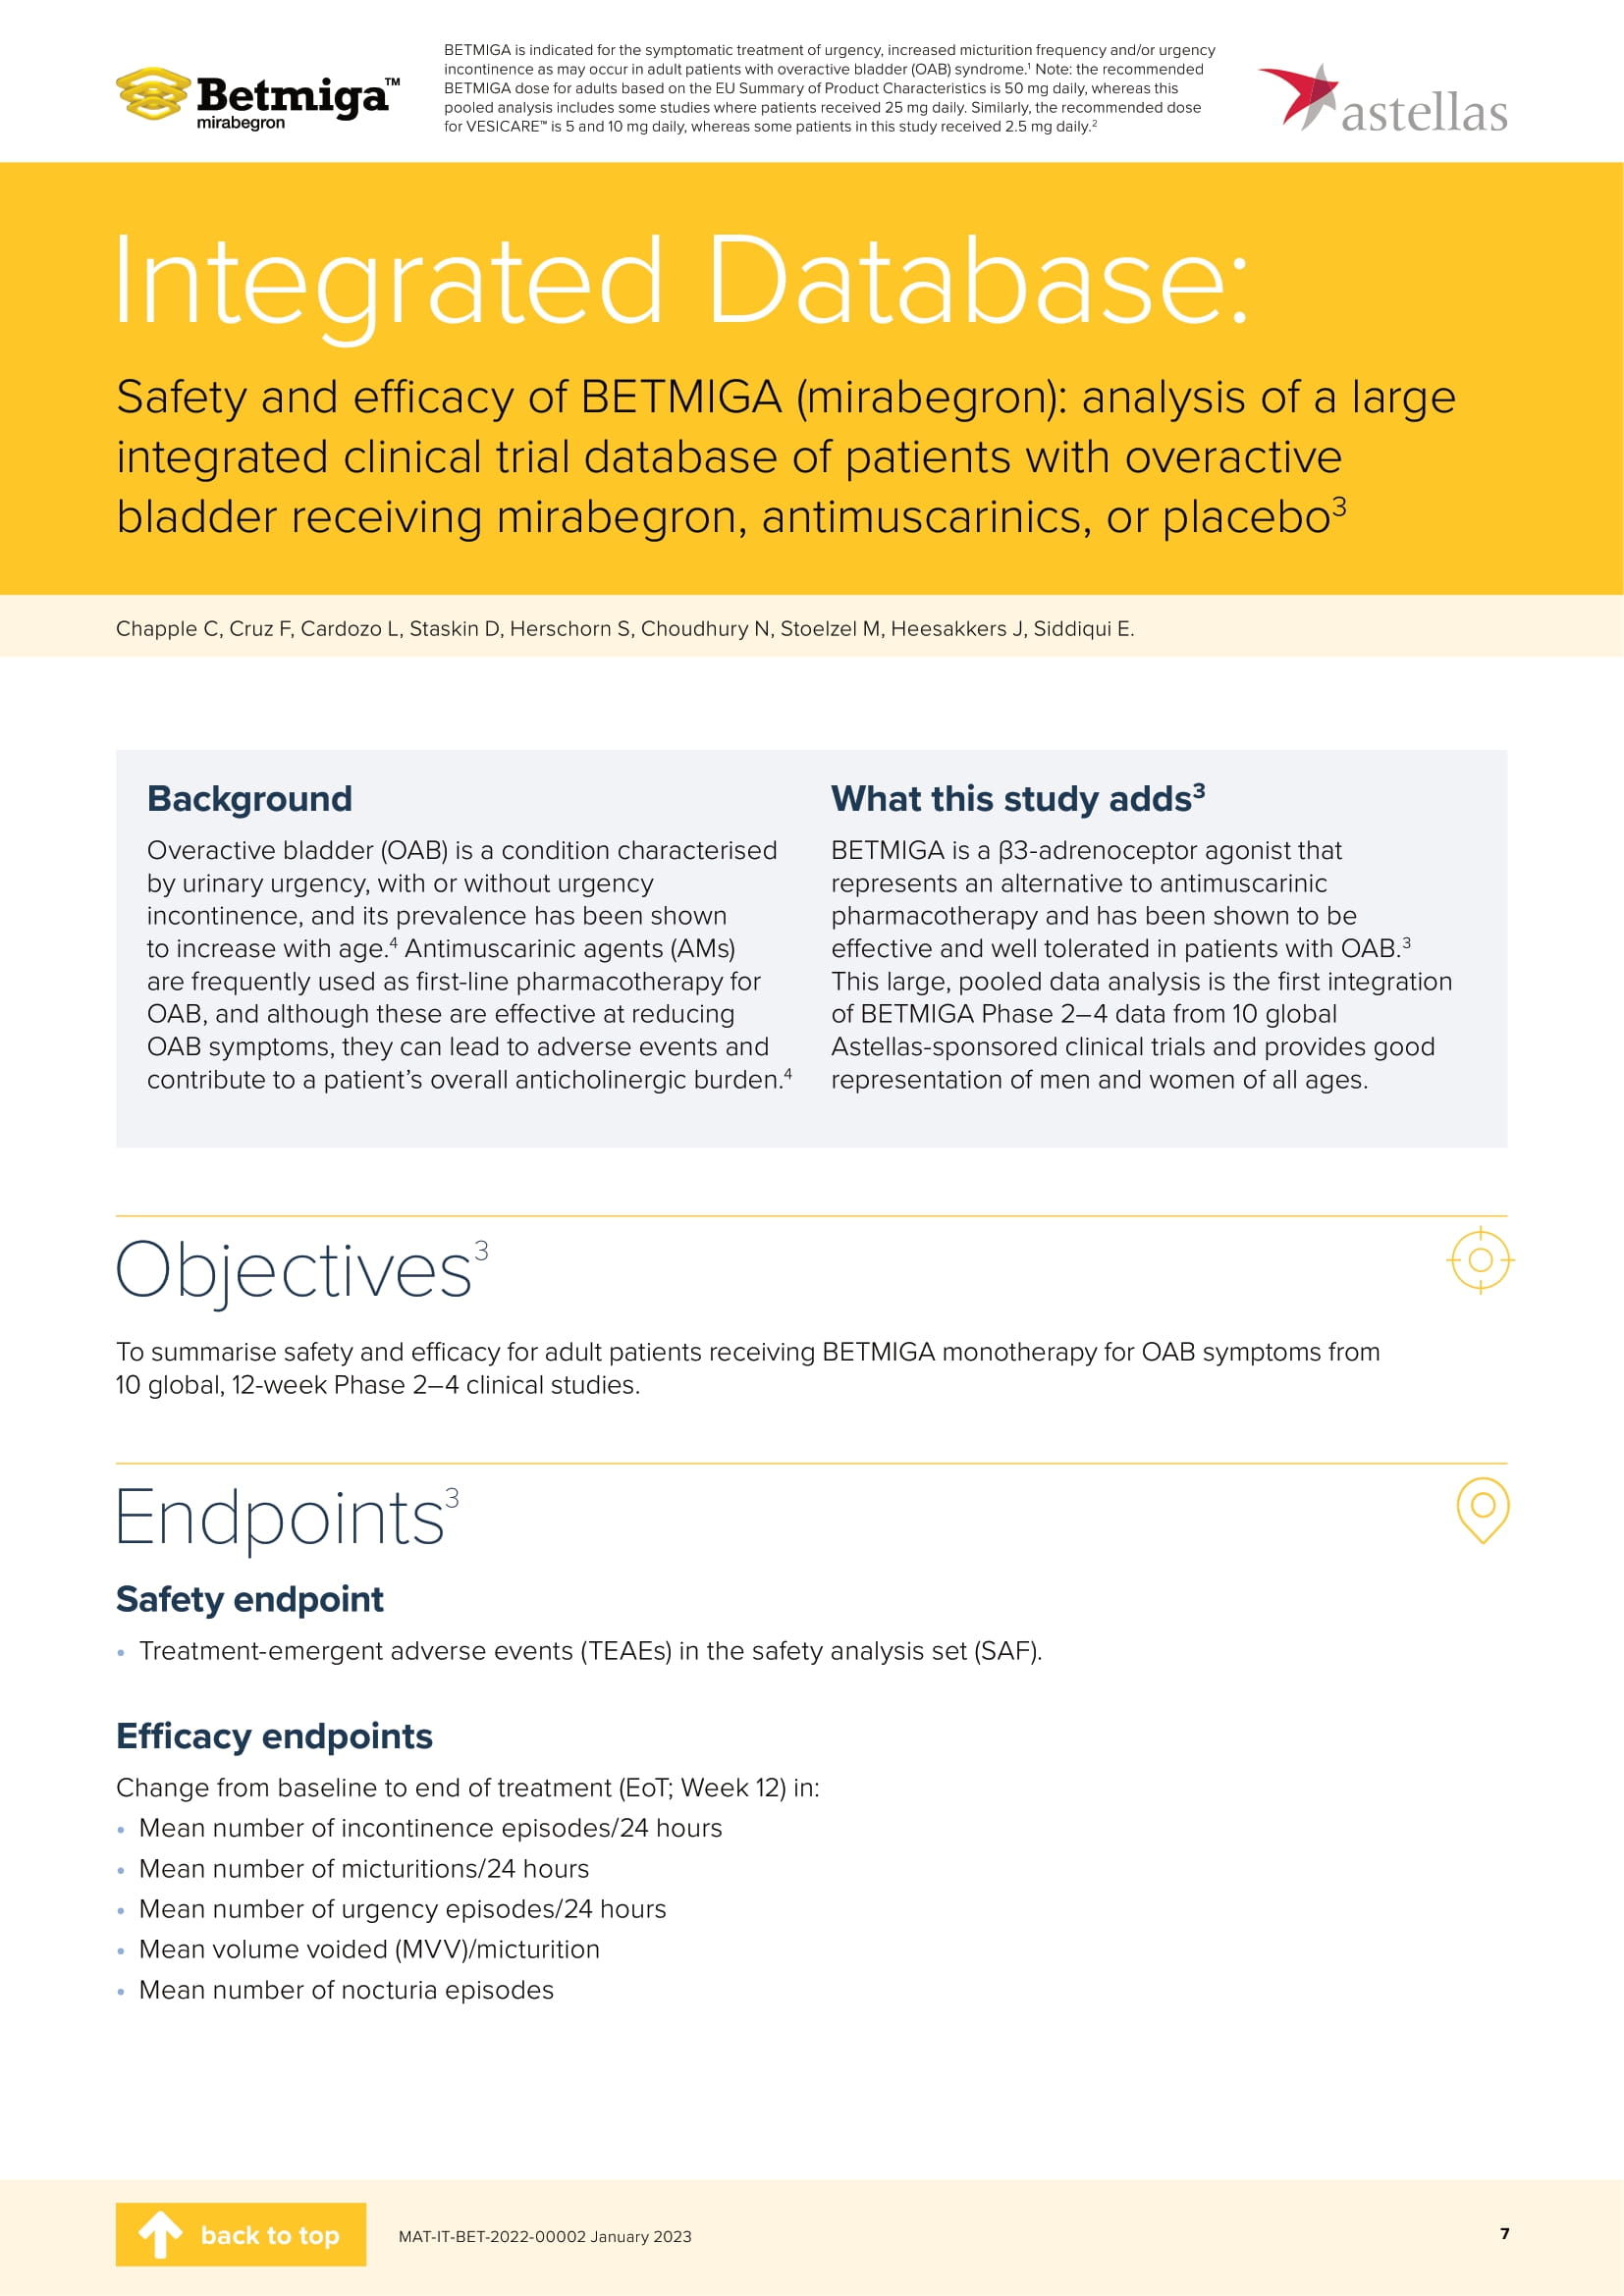 Betmiga™
mirabegron
BETMIGA is indicated for the symptomatic treatment of urgency, increased micturition frequency and/or urgency
incontinence as may occur in adult patients with overactive bladder (OAB) syndrome.¹ Note: the recommended
BETMIGA dose for adults based on the EU Summary of Product Characteristics is 50 mg daily, whereas this
pooled analysis includes some studies where patients received 25 mg daily. Similarly, the recommended dose
for VESICARE™ is 5 and 10 mg daily, whereas some patients in this study received 2.5 mg daily.²
astellas
Integrated Database:
Safety and efficacy of BETMIGA (mirabegron): analysis of a large
integrated clinical trial database of patients with overactive
bladder receiving mirabegron, antimuscarinics, or placebo³
Chapple C, Cruz F, Cardozo L, Staskin D, Herschorn S, Choudhury N, Stoelzel M, Heesakkers J, Siddiqui E.
Background
Overactive bladder (OAB) is a condition characterised
by urinary urgency, with or without urgency
incontinence, and its prevalence has been shown
to increase with age.⁴ Antimuscarinic agents (AMs)
are frequently used as first-line pharmacotherapy for
OAB, and although these are effective at reducing
OAB symptoms, they can lead to adverse events and
contribute to a patient’s overall anticholinergic burden.⁴
What this study adds³
BETMIGA is a β3-adrenoceptor agonist that
represents an alternative to antimuscarinic
pharmacotherapy and has been shown to be
effective and well tolerated in patients with OAB.³
This large, pooled data analysis is the first integration
of BETMIGA Phase 2–4 data from 10 global
Astellas-sponsored clinical trials and provides good
representation of men and women of all ages.
Objectives³
To summarise safety and efficacy for adult patients receiving BETMIGA monotherapy for OAB symptoms from
10 global, 12-week Phase 2–4 clinical studies.
Endpoints³
Safety endpoint
• Treatment-emergent adverse events (TEAEs) in the safety analysis set (SAF).
Efficacy endpoints
Change from baseline to end of treatment (EoT; Week 12) in:
• Mean number of incontinence episodes/24 hours
• Mean number of micturitions/24 hours
• Mean number of urgency episodes/24 hours
• Mean volume voided (MVV)/micturition
• Mean number of nocturia episodes
back to top
MAT-IT-BET-2022-00002 January 2023
7